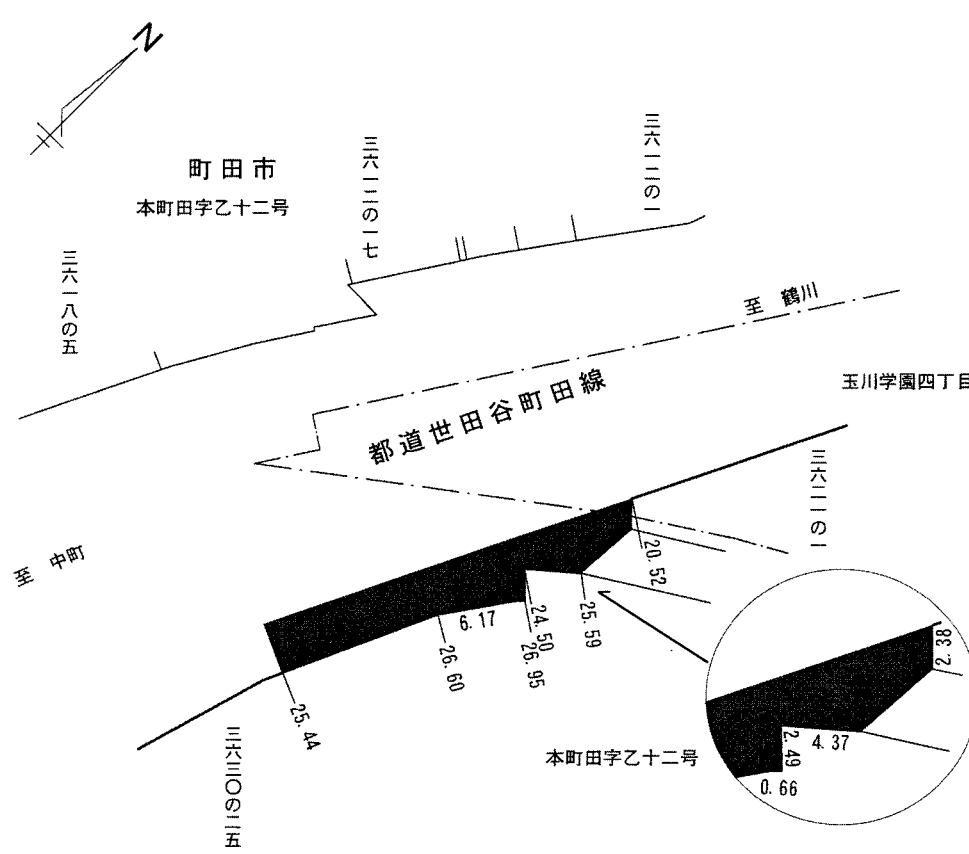 N
町田市
本町田字乙十二号
三六一二の一七
三六一二の一
三六一八の五
至 鶴川
玉川学園四丁目
都道世田谷町田線
三六二一の一
至 中町
20.52
25.59
24.50
26.95
6.17
26.60
25.44
三六三〇の二五
本町田字乙十二号
2.38
4.37
2.49
0.66